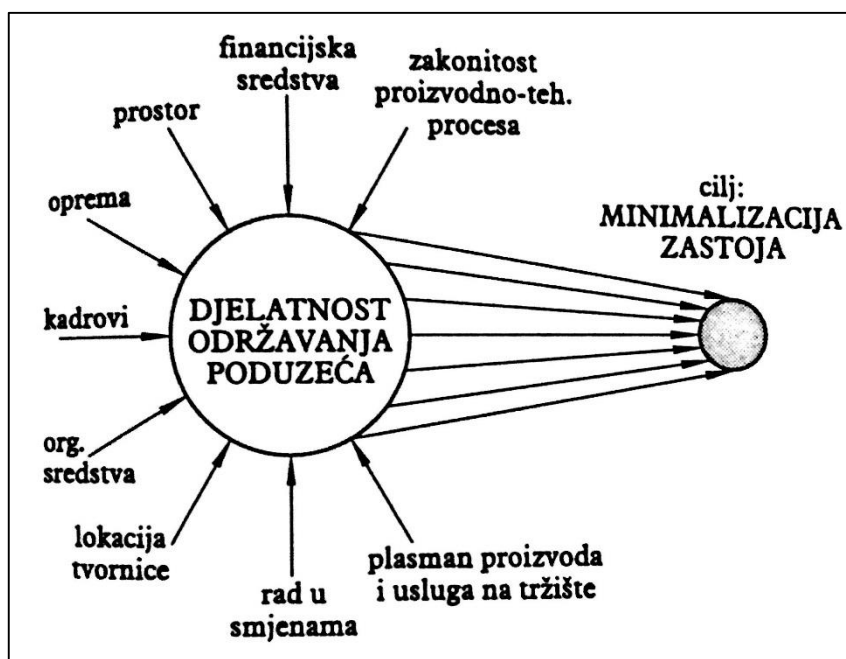 financijska
sredstva
zakonitost
proizvodno-teh.
procesa
prostor
oprema
kadrovi
org.
sredstva
lokacija
tvornice
rad u
smjenama
plasman proizvoda
i usluga na tržište
DJELATNOST
ODRŽAVANJA
PODUZEĆA
cilj:
MINIMALIZACIJA
ZASTOJA